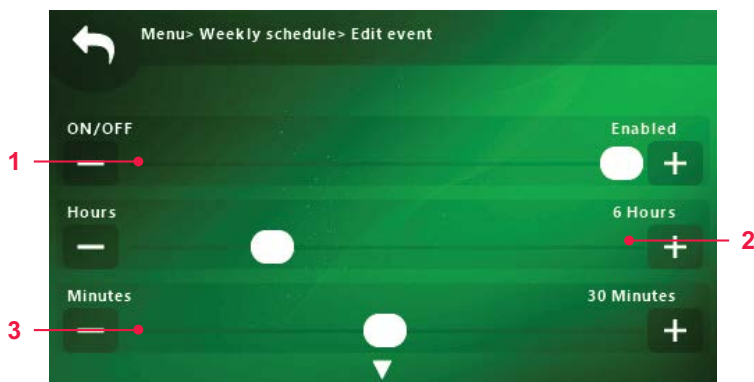 Menu> Weekly schedule> Edit event
ON/OFF Enabled
1
Hours 6 Hours
2
Minutes 30 Minutes
3